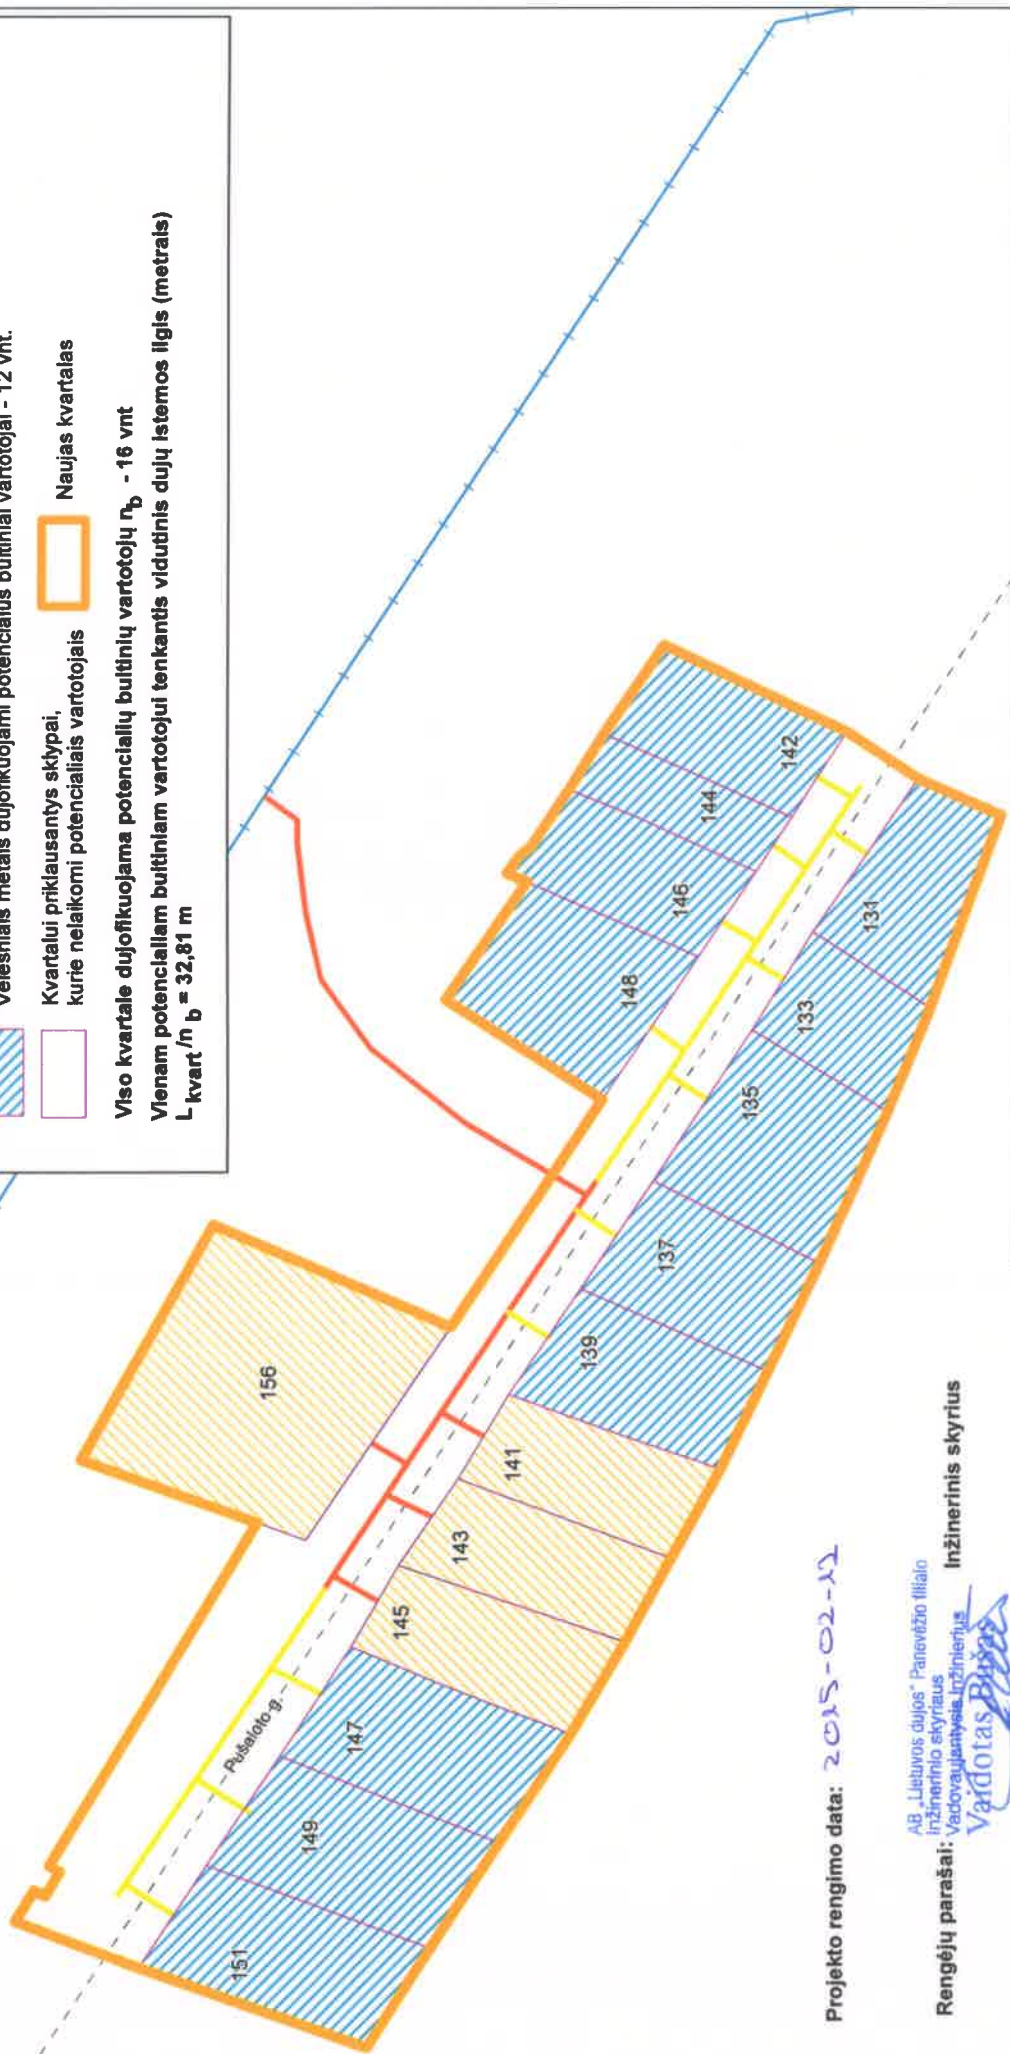 Vėlesniais metais dujofikuojami potencialūs buitiniai vartotojai - 12 vnt.
Kvartalui priklausantys sklypai,
kurie nelaikomi potencialiais vartotojais
Naujas kvartalas
Viso kvartale dujofikuojama potencialių buitinių vartotojų n b - 16 vnt
Vienam potencialiam buitiniam vartotojui tenkantis vidutinis dujų istemos ilgis (metrais)
L kvart /n b = 32,81 m
156
148
146
144
142
151
149
147
145
143
141
139
137
135
133
131
Pušaloto g.
Projekto rengimo data: 2015-02-12
AB „Lietuvos dujos" Panevėžio filialo
Inžinerinio skyriaus
Rengėjų parašai: Vadovaujantysis inžinierius Inžinerinis skyrius
Vaidotas Bušas